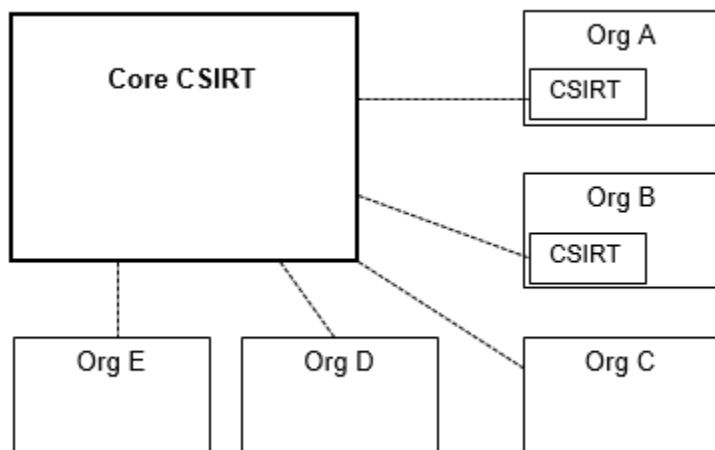 Core CSIRT
Org A
CSIRT
Org B
CSIRT
Org E
Org D
Org C